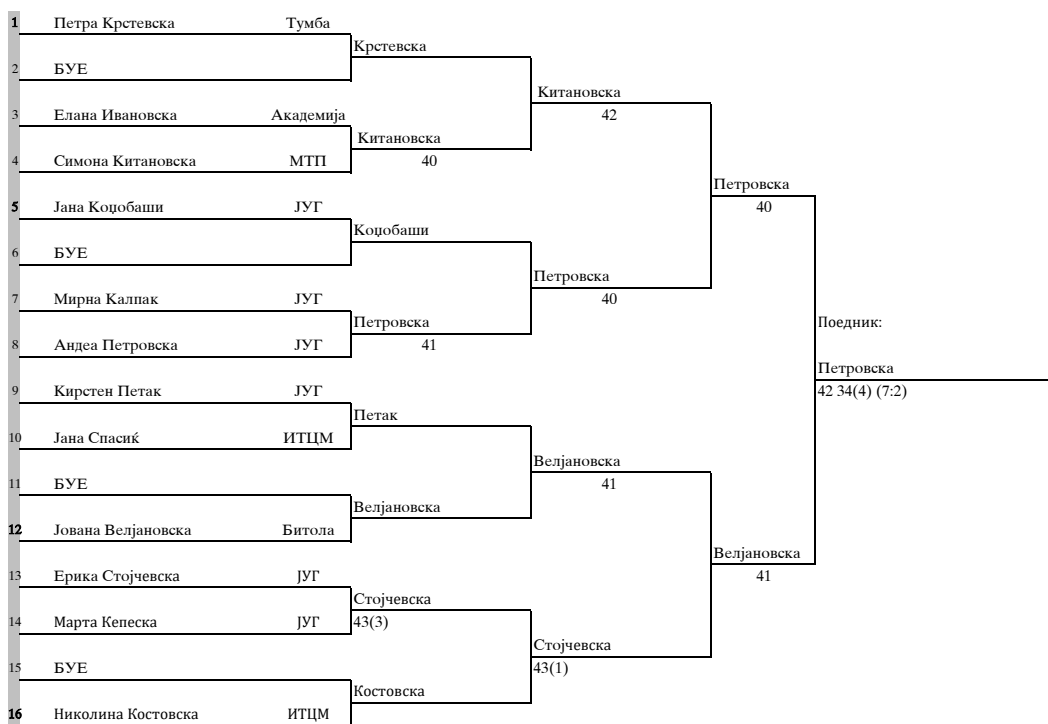 1 Петра Крстевска Тумба
Крстевска
2 БУЕ
Китановска
3 Елана Ивановска Академија
42
Китановска
4 Симона Китановска МТП
40
Петровска
5 Јана Коџобаши ЈУГ
40
Коџобаши
6 БУЕ
Петровска
7 Мирна Калпак ЈУГ
40
Петровска
Поедник:
8 Андеа Петровска ЈУГ
41
Петровска
9 Кирстен Петак ЈУГ
42 34(4) (7:2)
Петак
10 Јана Спасиќ ИТЦМ
Велјановска
11 БУЕ
41
Велјановска
12 Јована Велјановска Битола
Велјановска
13 Ерика Стојчевска ЈУГ
41
Стојчевска
14 Марта Кепеска ЈУГ
43(3)
Стојчевска
15 БУЕ
43(1)
Костовска
16 Николина Костовска ИТЦМ